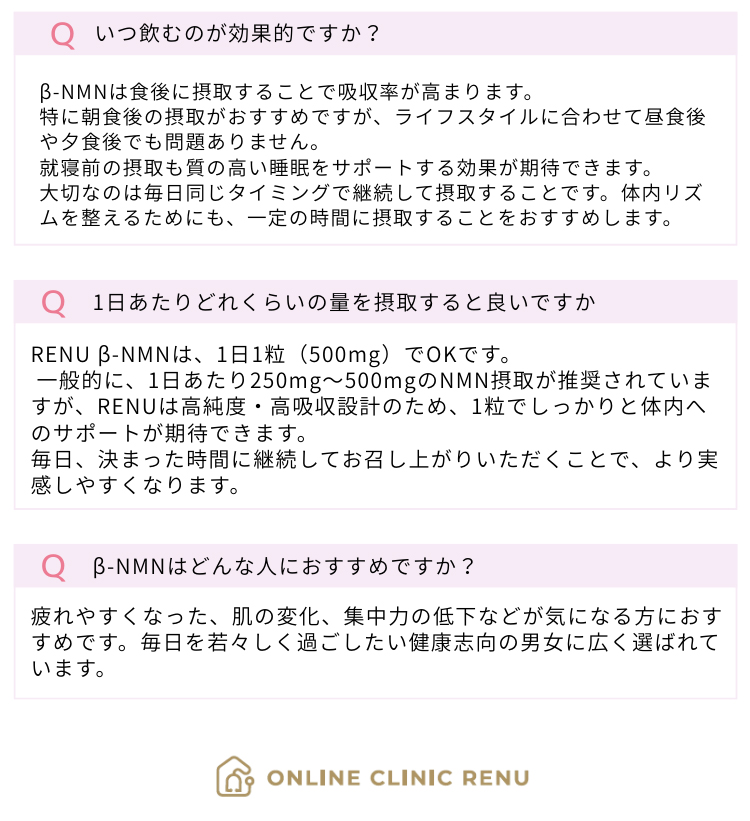 Q いつ飲むのが効果的ですか？
β-NMNは食後に摂取することで吸収率が高まります。
特に朝食後の摂取がおすすめですが、ライフスタイルに合わせて昼食後
や夕食後でも問題ありません。
就寝前の摂取も質の高い睡眠をサポートする効果が期待できます。
大切なのは毎日同じタイミングで継続して摂取することです。体内リズ
ムを整えるためにも、一定の時間に摂取することをおすすめします。
Q 1日あたりどれくらいの量を摂取すると良いですか
RENU β-NMNは、1日1粒（500mg）でOKです。
一般的に、1日あたり250mg〜500mgのNMN摂取が推奨されていま
すが、RENUは高純度・高吸収設計のため、1粒でしっかりと体内へ
のサポートが期待できます。
毎日、決まった時間に継続してお召し上がりいただくことで、より実
感しやすくなります。
Q β-NMNはどんな人におすすめですか？
疲れやすくなった、肌の変化、集中力の低下などが気になる方におす
すめです。毎日を若々しく過ごしたい健康志向の男女に広く選ばれて
います。
ONLINE CLINIC RENU